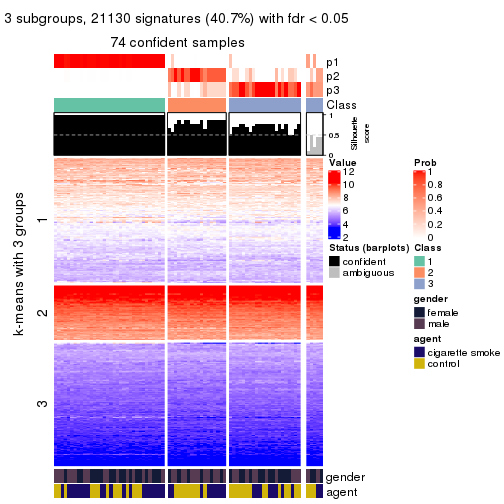 3 subgroups, 21130 signatures (40.7%) with fdr < 0.05
74 confident samples
p1
p2
p3
Class
1
0.5
0
Silhouette
score
k-means with 3 groups
1
2
3
gender
agent
Value
12
10
8
6
4
2
Status (barplots)
confident
ambiguous
Prob
1
0.8
0.6
0.4
0.2
0
Class
1
2
3
gender
female
male
agent
cigarette smoke
control